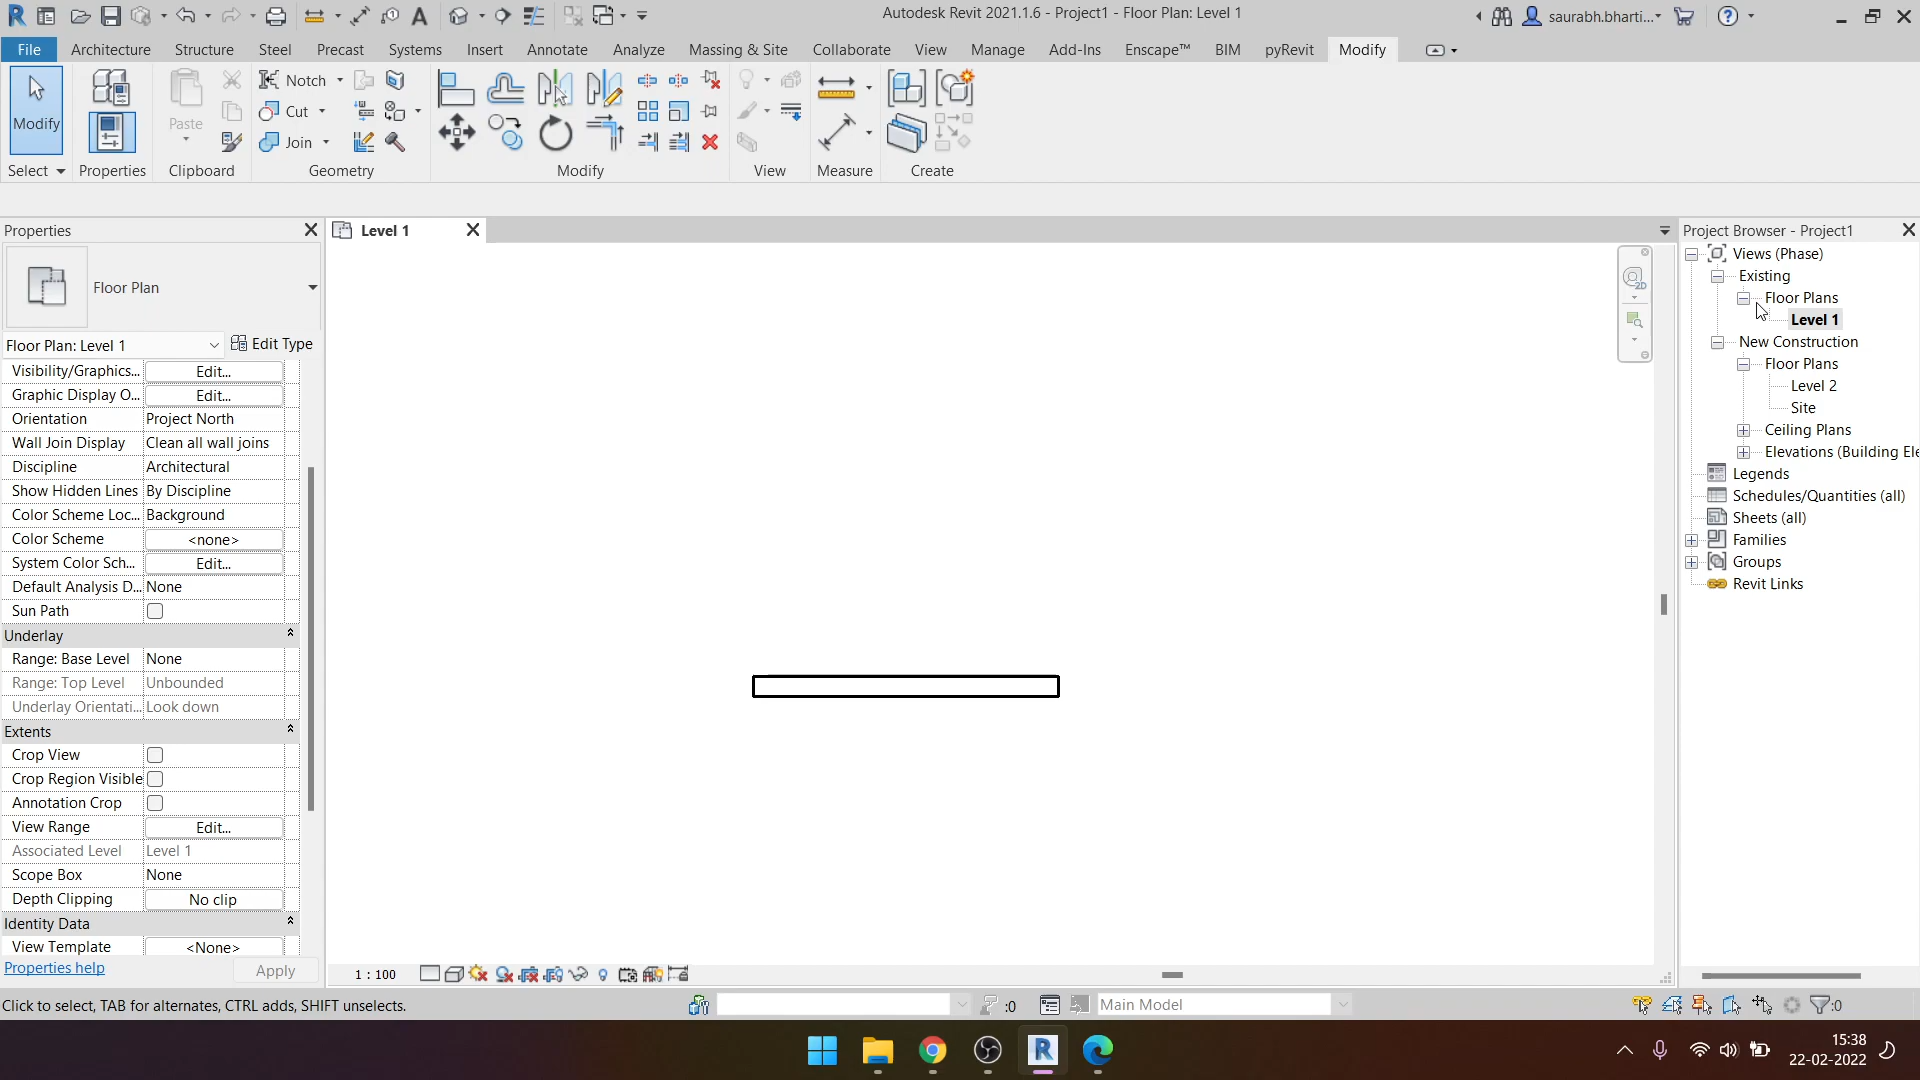 Autodesk Revit 2021.1.6 - Project1 - Floor Plan: Level 1
saurabh.bharti...
File Architecture Structure Steel Precast Systems Insert Annotate Analyze Massing & Site Collaborate View Manage Add-Ins Enscape™ BIM pyRevit Modify
Modify
Paste
Notch
Cut
Join
Select Properties Clipboard Geometry Modify View Measure Create
Properties
Level 1
Project Browser - Project1
Floor Plan
Floor Plan: Level 1
Edit Type
Visibility/Graphics... Edit...
Graphic Display O... Edit...
Orientation Project North
Wall Join Display Clean all wall joins
Discipline Architectural
Show Hidden Lines By Discipline
Color Scheme Loc... Background
Color Scheme <none>
System Color Sch... Edit...
Default Analysis D... None
Sun Path
Underlay
Range: Base Level None
Range: Top Level Unbounded
Underlay Orientati... Look down
Extents
Crop View
Crop Region Visible
Annotation Crop
View Range Edit...
Associated Level Level 1
Scope Box None
Depth Clipping No clip
Identity Data
View Template <None>
Properties help
Apply
2D
Views (Phase)
Existing
Floor Plans
Level 1
New Construction
Floor Plans
Level 2
Site
Ceiling Plans
Elevations (Building Ele
Legends
Schedules/Quantities (all)
Sheets (all)
Families
Groups
Revit Links
1 : 100
Click to select, TAB for alternates, CTRL adds, SHIFT unselects.
:0
Main Model
:0
15:38
22-02-2022